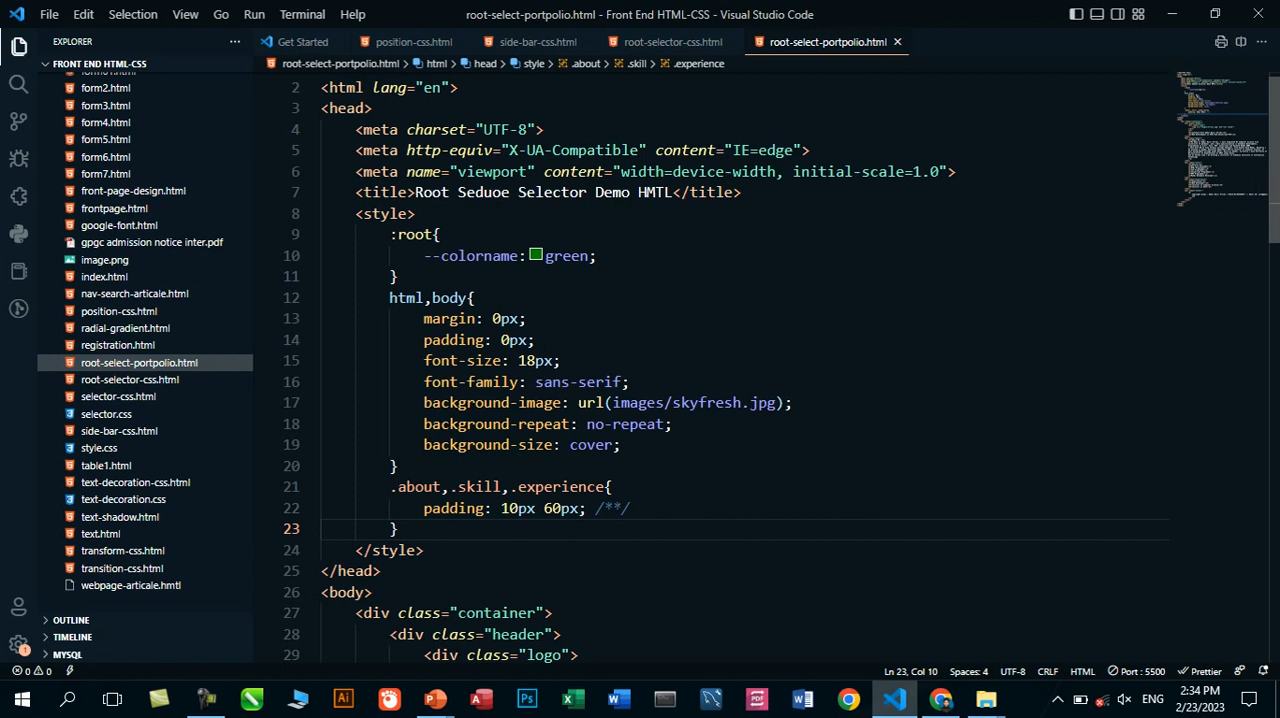 File Edit Selection View Go Run Terminal Help
root-select-portpolio.html - Front End HTML-CSS - Visual Studio Code
EXPLORER
Get Started
position-css.html
side-bar-css.html
root-selector-css.html
root-select-portpolio.html
FRONT END HTML-CSS
root-select-portpolio.html > html > head > style > .about > .skill > .experience
form2.html
form3.html
form4.html
form5.html
form6.html
form7.html
front-page-design.html
frontpage.html
google-font.html
gpgc admission notice inter.pdf
image.png
index.html
nav-search-articale.html
position-css.html
radial-gradient.html
registration.html
root-select-portpolio.html
root-selector-css.html
selector-css.html
selector.css
side-bar-css.html
style.css
table1.html
text-decoration-css.html
text-decoration.css
text-shadow.html
text.html
transform-css.html
transition-css.html
webpage-articale.hmtl
OUTLINE
TIMELINE
MYSQL
2 <html lang="en">
3 <head>
4 <meta charset="UTF-8">
5 <meta http-equiv="X-UA-Compatible" content="IE=edge">
6 <meta name="viewport" content="width=device-width, initial-scale=1.0">
7 <title>Root Seduoe Selector Demo HMTL</title>
8 <style>
9 :root{
10 --colorname: green;
11 }
12 html,body{
13 margin: 0px;
14 padding: 0px;
15 font-size: 18px;
16 font-family: sans-serif;
17 background-image: url(images/skyfresh.jpg);
18 background-repeat: no-repeat;
19 background-size: cover;
20 }
21 .about,.skill,.experience{
22 padding: 10px 60px; /**/
23 }
24 </style>
25 </head>
26 <body>
27 <div class="container">
28 <div class="header">
29 <div class="logo">
0 0 Ln 23, Col 10 Spaces: 4 UTF-8 CRLF HTML Port : 5500 Prettier
ENG
2:34 PM
2/23/2023